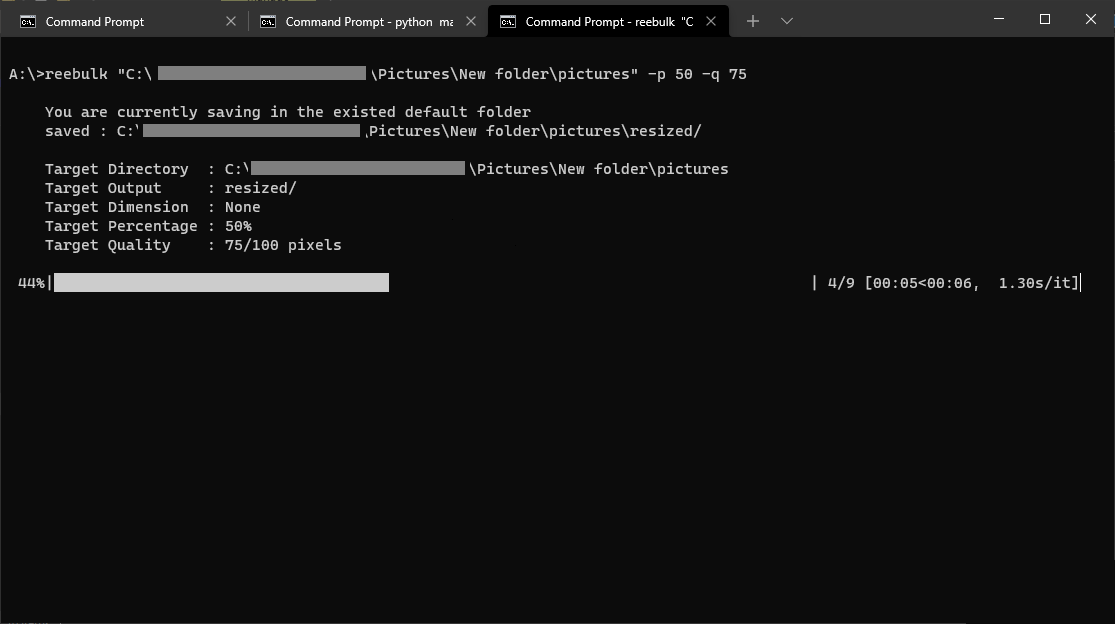 Command Prompt
Command Prompt - python ma
Command Prompt - reebulk "C
A:\>reebulk "C:\ \Pictures\New folder\pictures" -p 50 -q 75
You are currently saving in the existed default folder
saved : C:\ \Pictures\New folder\pictures\resized/
Target Directory : C:\ \Pictures\New folder\pictures
Target Output : resized/
Target Dimension : None
Target Percentage : 50%
Target Quality : 75/100 pixels
44%| | 4/9 [00:05<00:06, 1.30s/it]